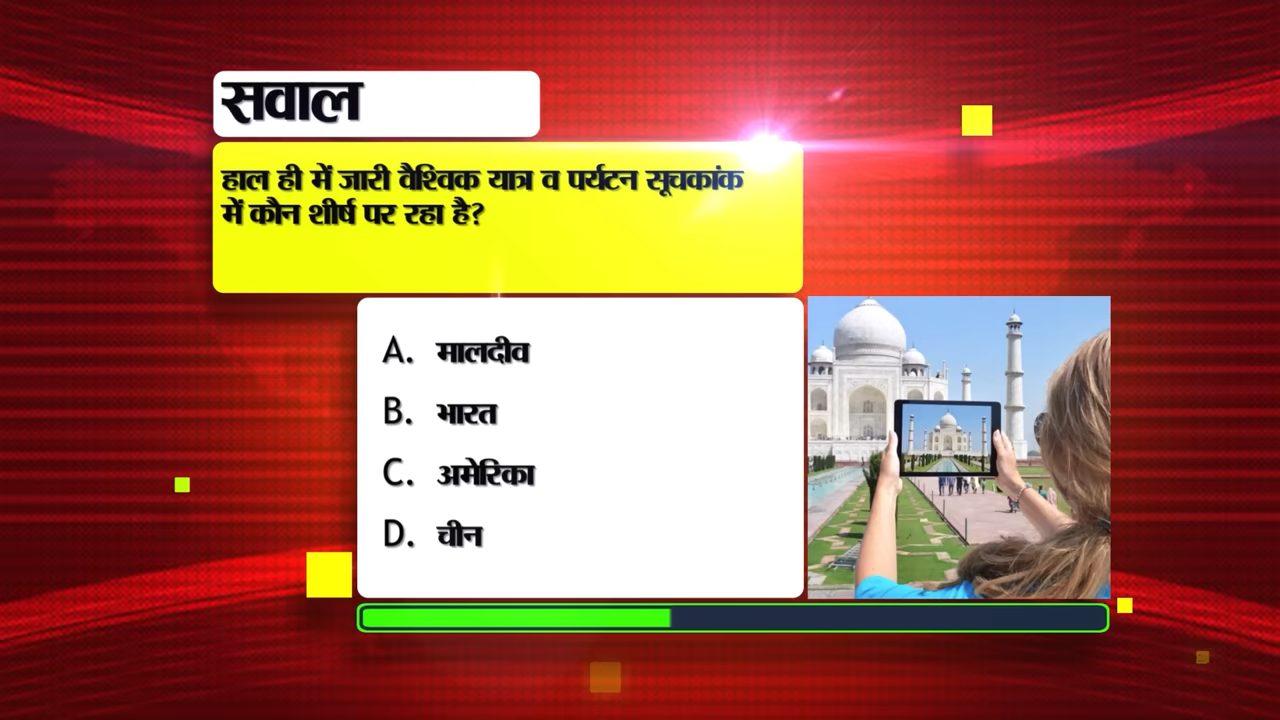 सवाल
हाल ही में जारी वैश्विक यात्र व पर्यटन सूचकांक
में कौन शीर्ष पर रहा है?
A. मालदीव
B. भारत
C. अमेरिका
D. चीन